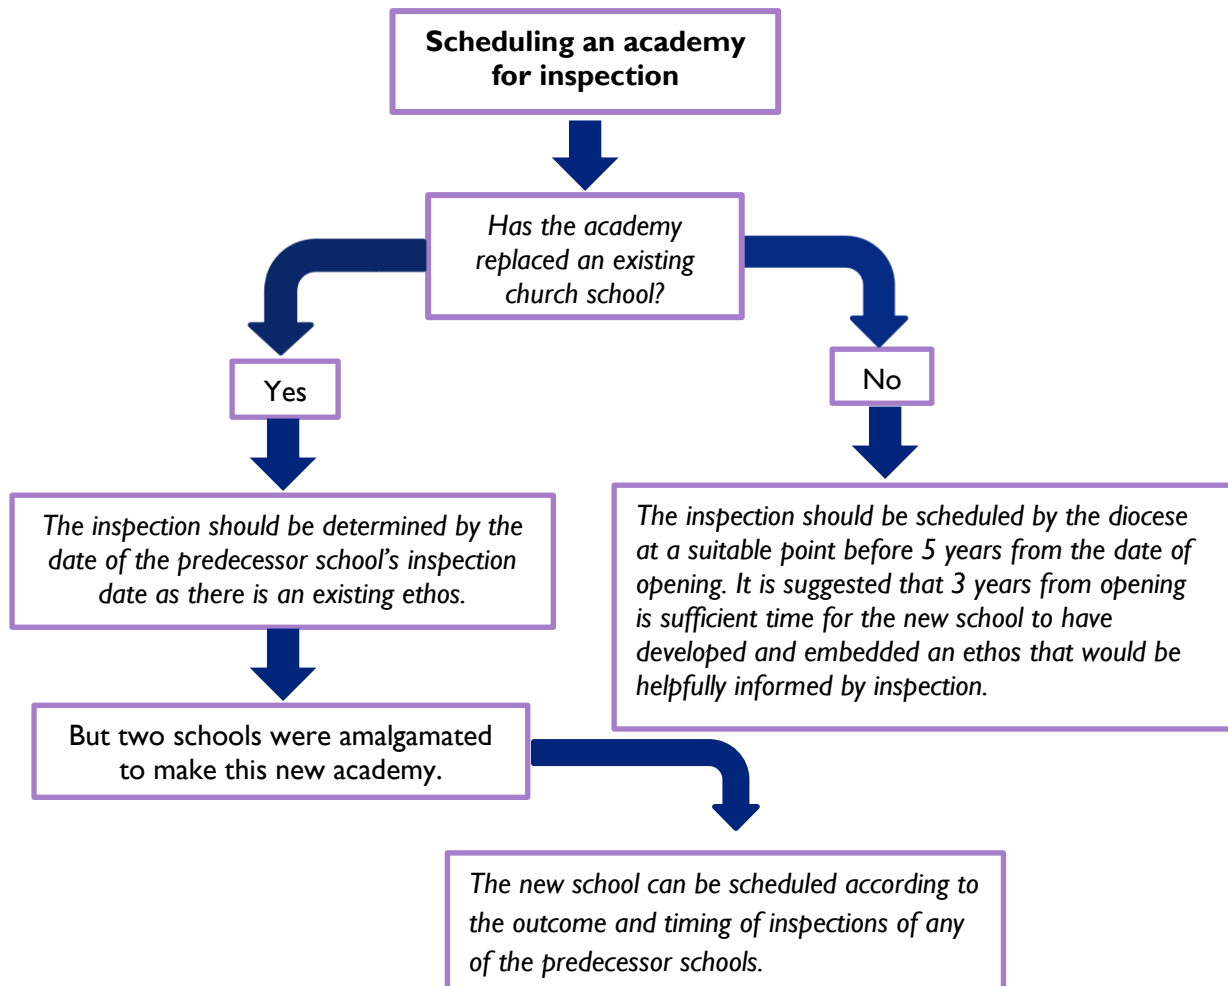 Scheduling an academy
for inspection
Has the academy
replaced an existing
church school?
Yes
No
The inspection should be determined by the
date of the predecessor school's inspection
date as there is an existing ethos.
The inspection should be scheduled by the diocese
at a suitable point before 5 years from the date of
opening. It is suggested that 3 years from opening
is sufficient time for the new school to have
developed and embedded an ethos that would be
helpfully informed by inspection.
But two schools were amalgamated
to make this new academy.
The new school can be scheduled according to
the outcome and timing of inspections of any
of the predecessor schools.